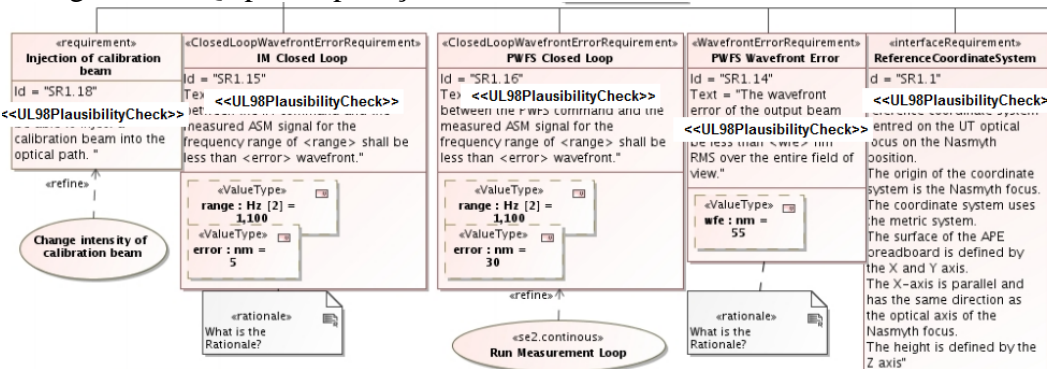 «requirement»
Injection of calibration
beam
Id = "SR1.18"
<<UL98PlausibilityCheck>>
calibration beam into the
optical path. "
«refine»
Change intensity of
calibration beam
«ClosedLoopWavefrontErrorRequirement»
IM Closed Loop
Id = "SR1.15"
<<UL98PlausibilityCheck>>
measured ASM signal for the
frequency range of <range> shall be
less than <error> wavefront."
«ValueType»
range : Hz [2] =
1,100
«ValueType»
error : nm =
5
«rationale»
What is the
Rationale?
«ClosedLoopWavefrontErrorRequirement»
PWFS Closed Loop
Id = "SR1.16"
<<UL98PlausibilityCheck>>
between the PWFS command and the
measured ASM signal for the
frequency range of <range> shall be
less than <error> wavefront."
«ValueType»
range : Hz [2] =
1,100
«ValueType»
error : nm =
30
«refine»
«se2.continous»
Run Measurement Loop
«WavefrontErrorRequirement»
PWFS Wavefront Error
Id = "SR1.14"
Text = "The wavefront
error of the output beam
<<UL98PlausibilityCheck>>
be less than <wfe> nm
RMS over the entire field of
view."
«ValueType»
wfe : nm =
55
«rationale»
What is the
Rationale?
«interfaceRequirement»
ReferenceCoordinateSystem
d = "SR1.1"
<<UL98PlausibilityCheck>>
reference coordinate system
centred on the UT optical
focus on the Nasmyth
position.
The origin of the coordinate
system is the Nasmyth focus.
The coordinate system uses
the metric system.
The surface of the APE
breadboard is defined by
the X and Y axis.
The X-axis is parallel and
has the same direction as
the optical axis of the
Nasmyth focus.
The height is defined by the
Z axis"